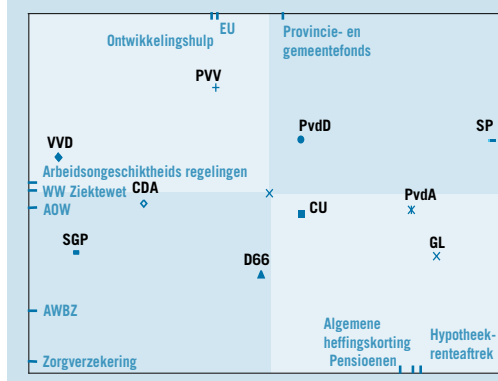 EU
Ontwikkelingshulp
Provincie- en
gemeentefonds
PVV
PvdD
SP
VVD
Arbeidsongeschiktheids regelingen
WW Ziektewet
CDA
AOW
CU
PvdA
SGP
GL
D66
AWBZ
Algemene
heffingskorting
Pensioenen
Hypotheek-
renteaftrek
Zorgverzekering